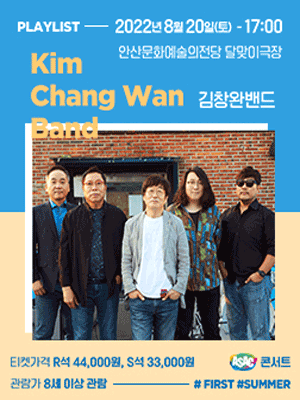 PLAYLIST 2022년 8월 20일(토) - 17:00
안산문화예술의전당 달맞이극장
Kim
Chang Wan 김창완밴드
Band
티켓가격 R석 44,000원, S석 33,000원 ASAC 콘서트
관람가 8세 이상 관람 # FIRST #SUMMER